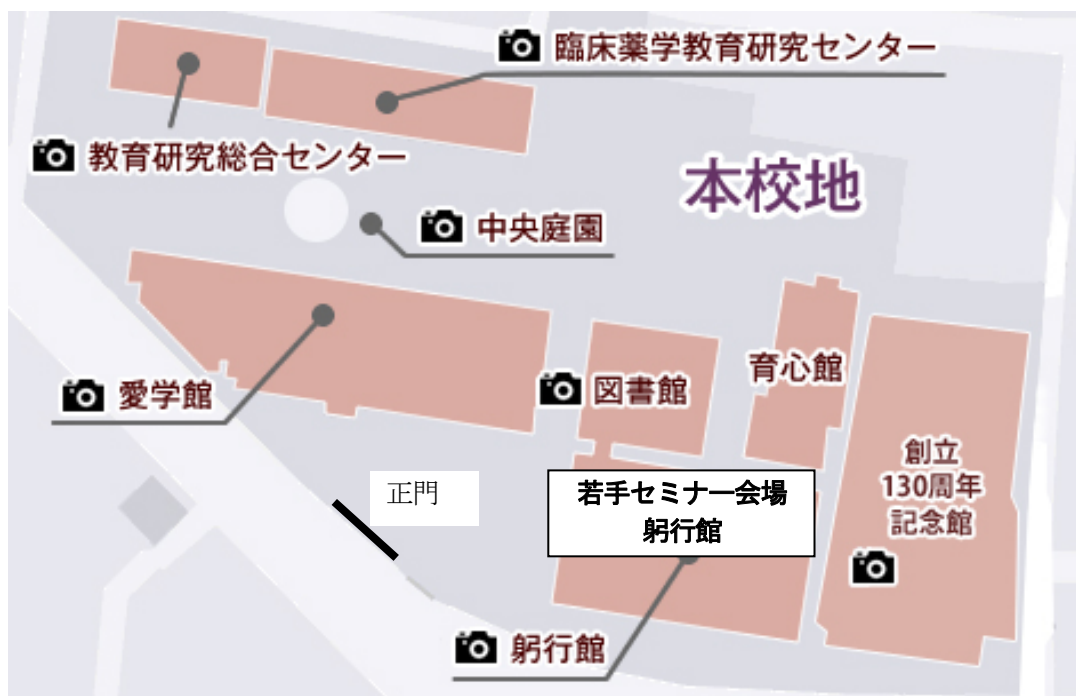 臨床薬学教育研究センター
教育研究総合センター
本校地
中央庭園
愛学館
図書館
育心館
正門
若手セミナー会場
躬行館
創立
130周年
記念館
躬行館